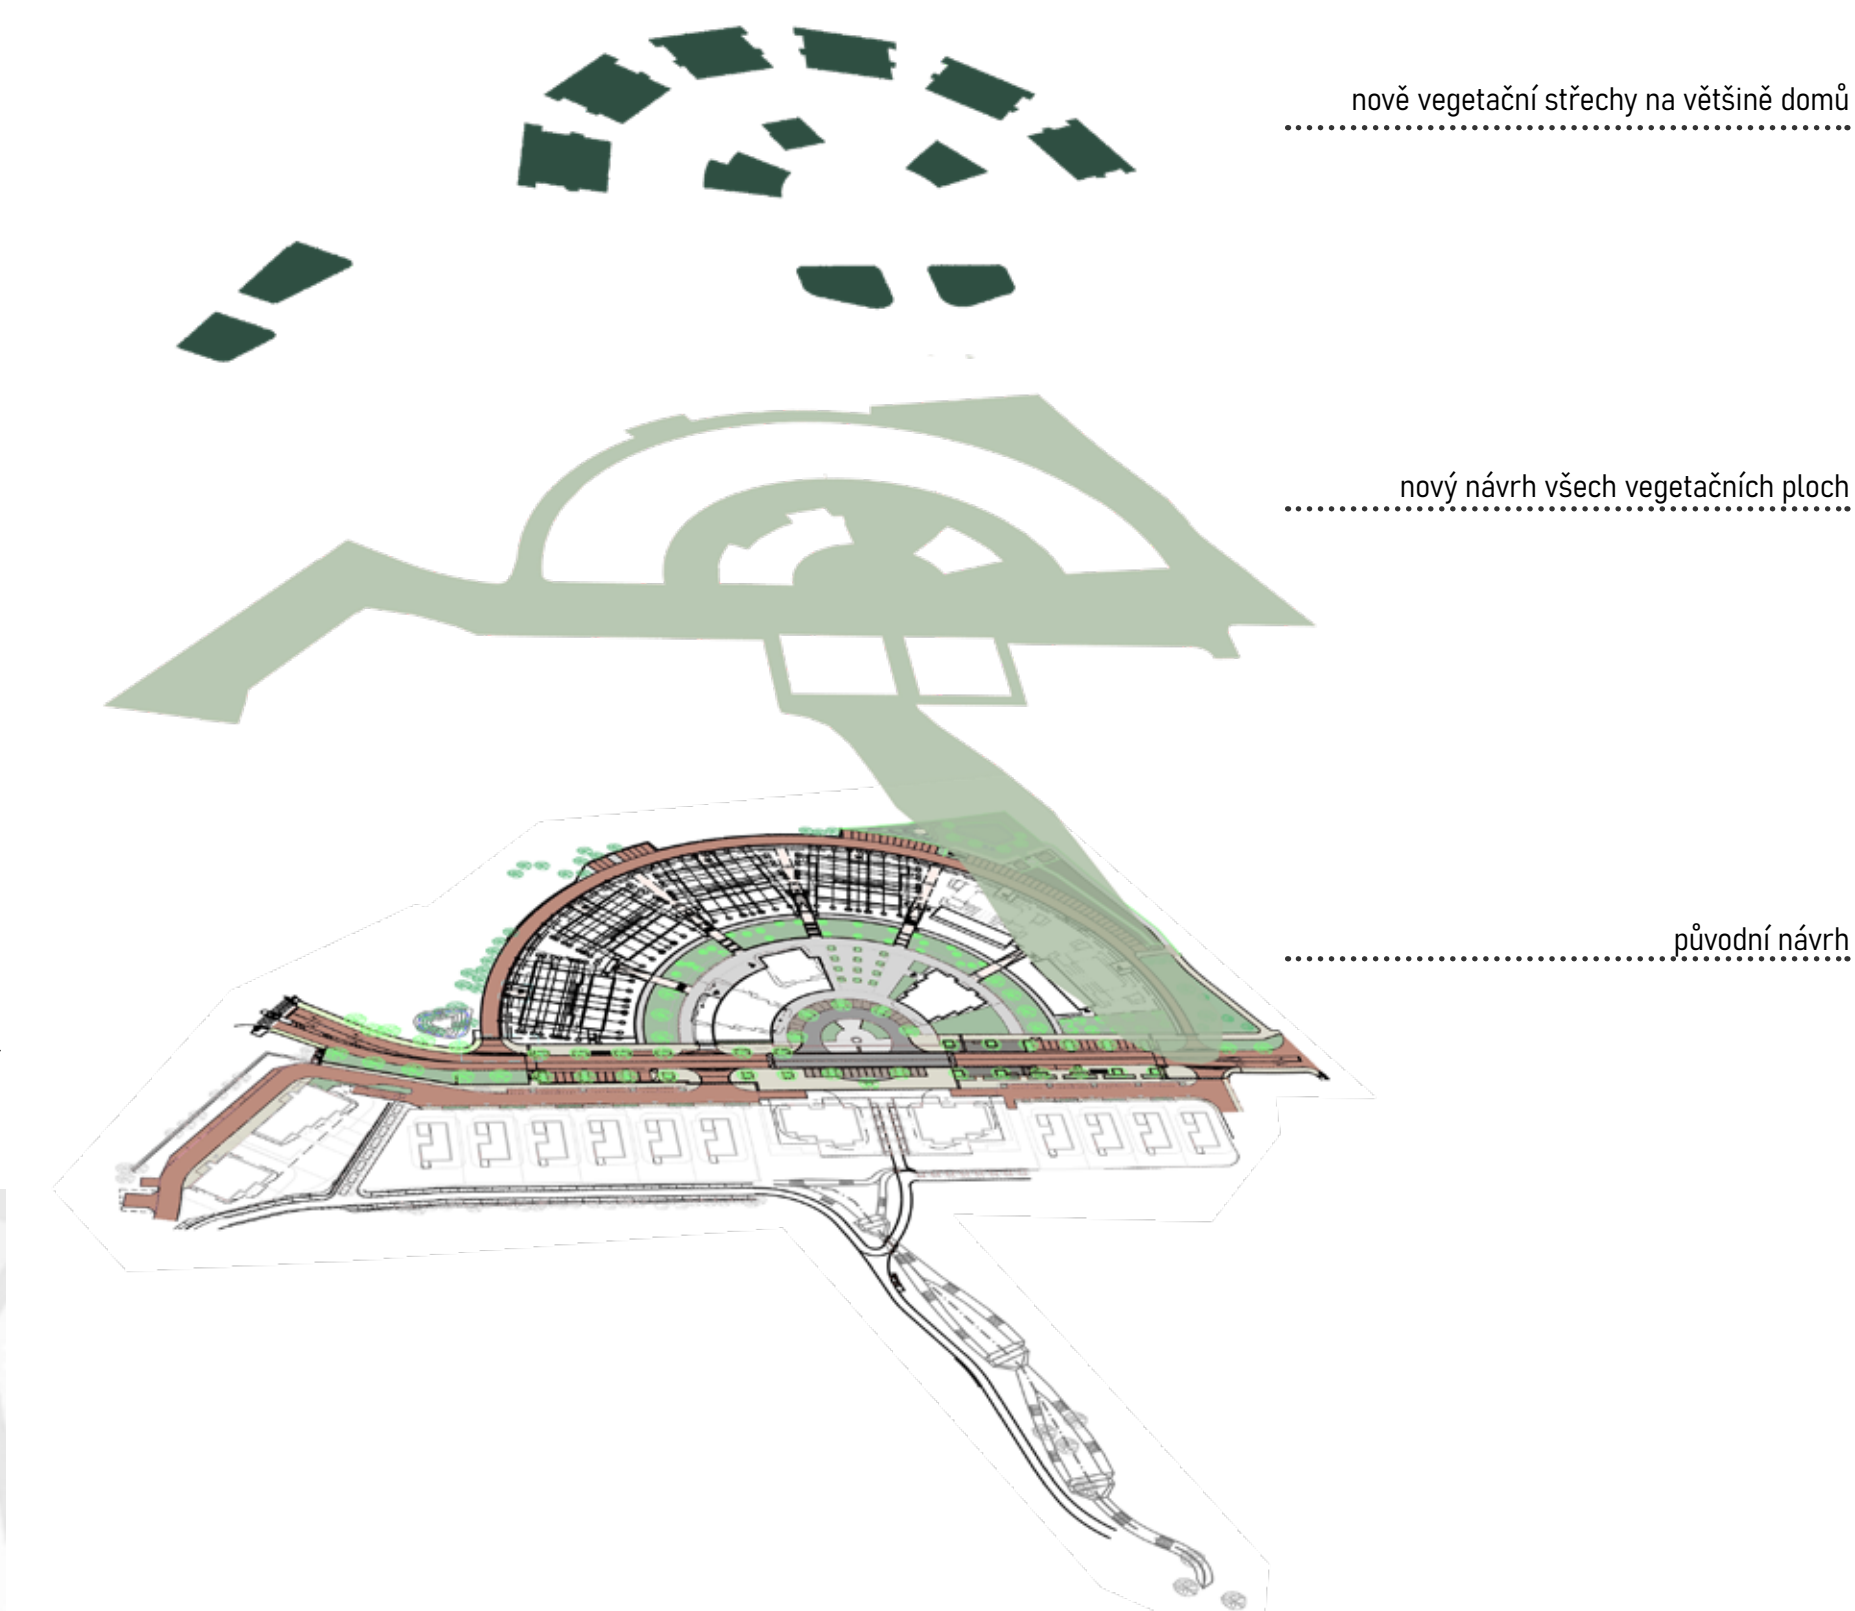 nově vegetační střechy na většině domů
nový návrh všech vegetačních ploch
původní návrh